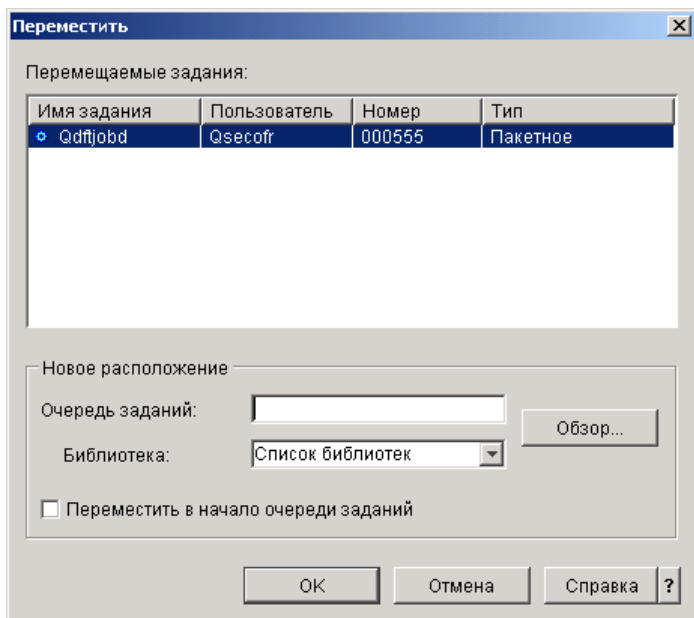 Переместить
Перемещаемые задания:
Имя задания Пользователь Номер Тип
Qdftjobd Qsecofr 000555 Пакетное
Новое расположение
Очередь заданий:
Обзор...
Библиотека: Список библиотек
Переместить в начало очереди заданий
OK Отмена Справка ?